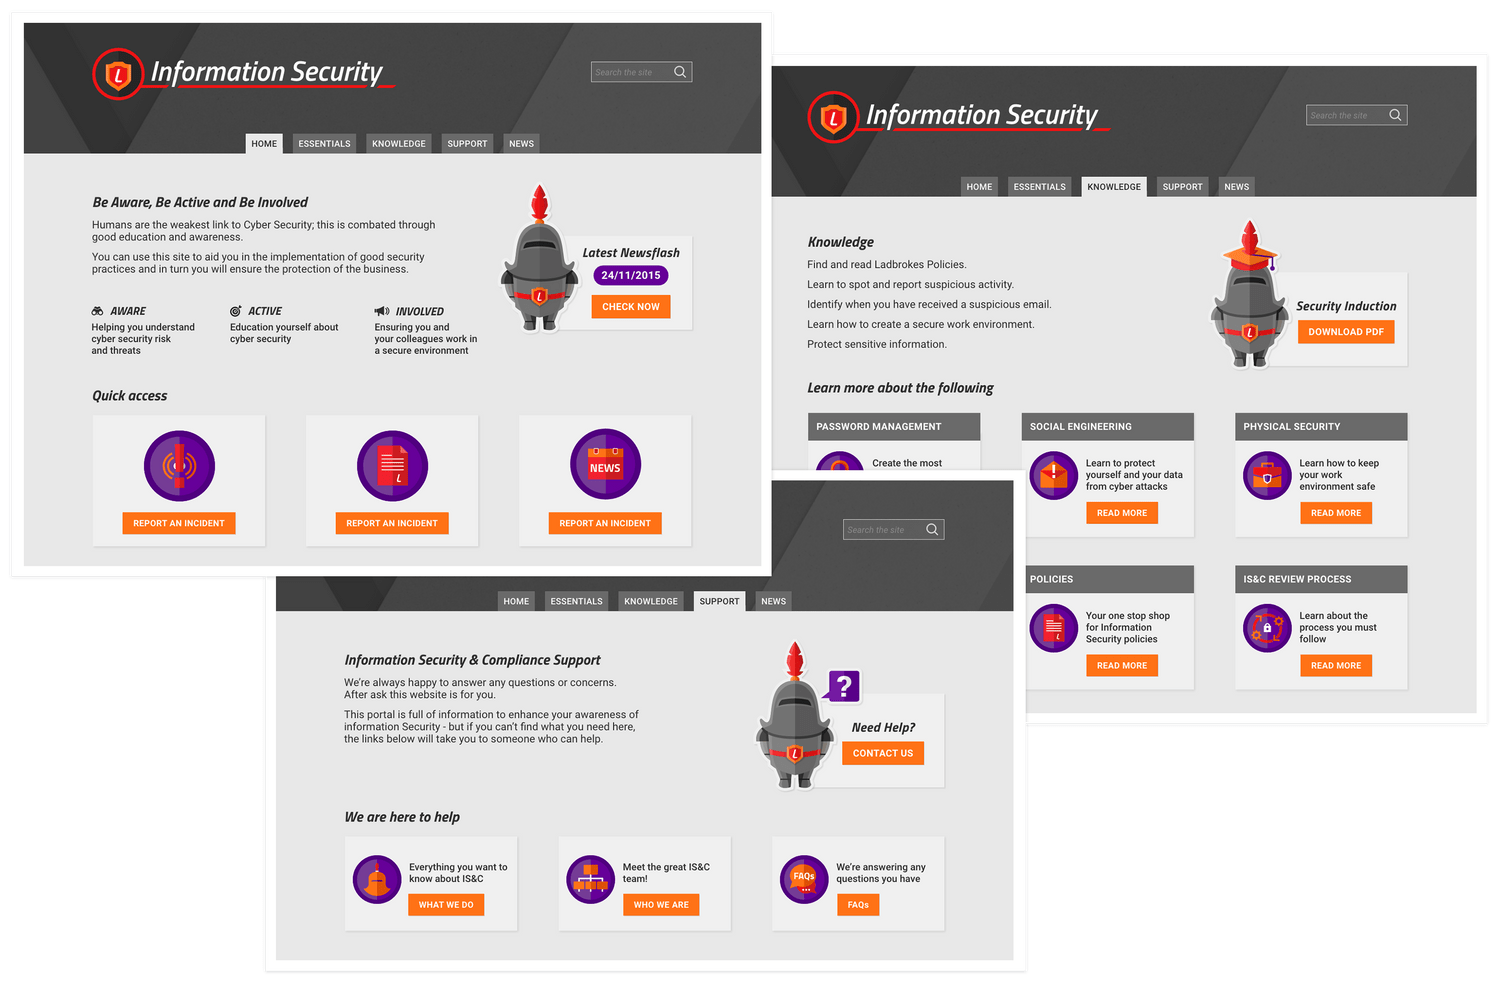 Information Security
Search the site
HOME
ESSENTIALS
KNOWLEDGE
SUPPORT
NEWS
Be Aware, Be Active and Be Involved
Humans are the weakest link to Cyber Security; this is combated through
good education and awareness.
You can use this site to aid you in the implementation of good security
practices and in turn you will ensure the protection of the business.
AWARE
Helping you understand
cyber security risk
and threats
ACTIVE
Education yourself about
cyber security
INVOLVED
Ensuring you and
your colleagues work in
a secure environment
Latest Newsflash
24/11/2015
CHECK NOW
L
Quick access
REPORT AN INCIDENT
L
REPORT AN INCIDENT
NEWS
REPORT AN INCIDENT
L
Information Security
Search the site
HOME
ESSENTIALS
KNOWLEDGE
SUPPORT
NEWS
Knowledge
Find and read Ladbrokes Policies.
Learn to spot and report suspicious activity.
Identify when you have received a suspicious email.
Learn how to create a secure work environment.
Protect sensitive information.
L
Security Induction
DOWNLOAD PDF
Learn more about the following
PASSWORD MANAGEMENT
Create the most
SOCIAL ENGINEERING
Learn to protect
yourself and your data
from cyber attacks
READ MORE
PHYSICAL SECURITY
Learn how to keep
your work
environment safe
READ MORE
POLICIES
Your one stop shop
for Information
Security policies
READ MORE
IS&C REVIEW PROCESS
Learn about the
process you must
follow
READ MORE
Search the site
HOME
ESSENTIALS
KNOWLEDGE
SUPPORT
NEWS
Information Security & Compliance Support
We're always happy to answer any questions or concerns.
After ask this website is for you.
This portal is full of information to enhance your awareness of
information Security - but if you can't find what you need here,
the links below will take you to someone who can help.
?
L
Need Help?
CONTACT US
We are here to help
Everything you want to
know about IS&C
WHAT WE DO
Meet the great IS&C
team!
WHO WE ARE
FAQs
We're answering any
questions you have
FAQs